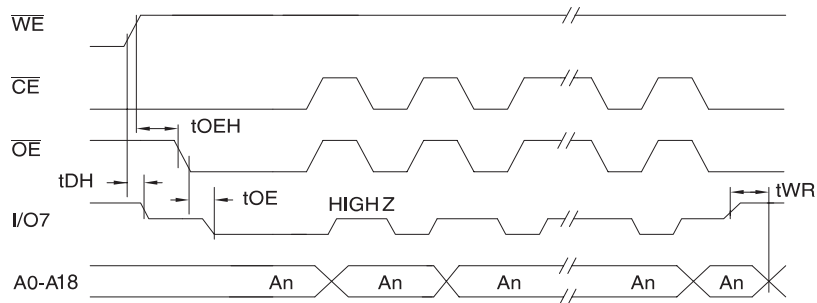 WE
CE
tOEH
OE
tDH
tOE
HIGH Z
tWR
I/O7
A0-A18 An An An An An